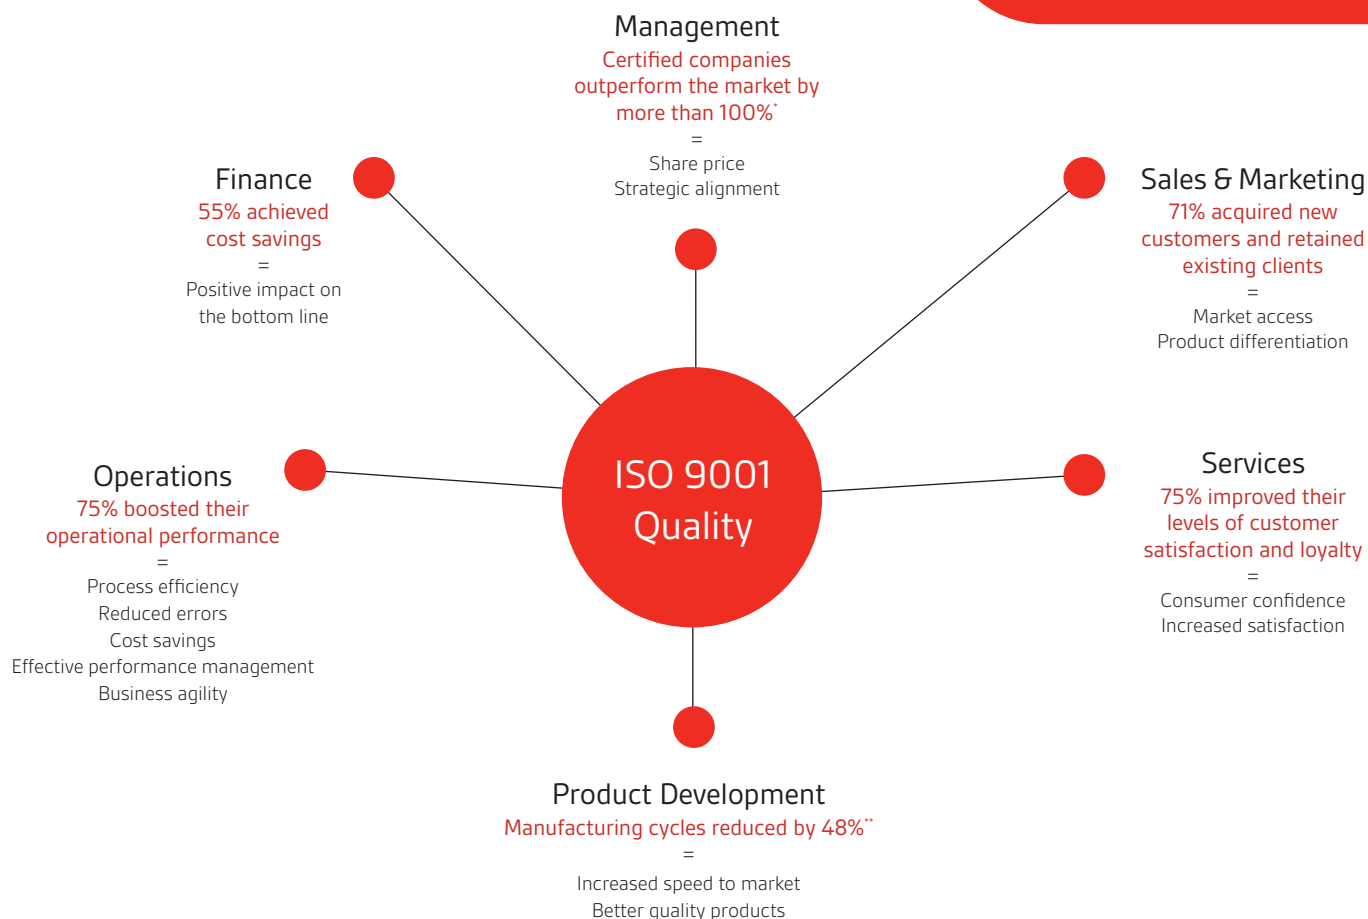 Management
Certified companies
outperform the market by
more than 100%*
=
Share price
Strategic alignment
Finance
55% achieved
cost savings
=
Positive impact on
the bottom line
Sales & Marketing
71% acquired new
customers and retained
existing clients
=
Market access
Product differentiation
Operations
75% boosted their
operational performance
=
Process efficiency
Reduced errors
Cost savings
Effective performance management
Business agility
ISO 9001
Quality
Services
75% improved their
levels of customer
satisfaction and loyalty
=
Consumer confidence
Increased satisfaction
Product Development
Manufacturing cycles reduced by 48%**
=
Increased speed to market
Better quality products